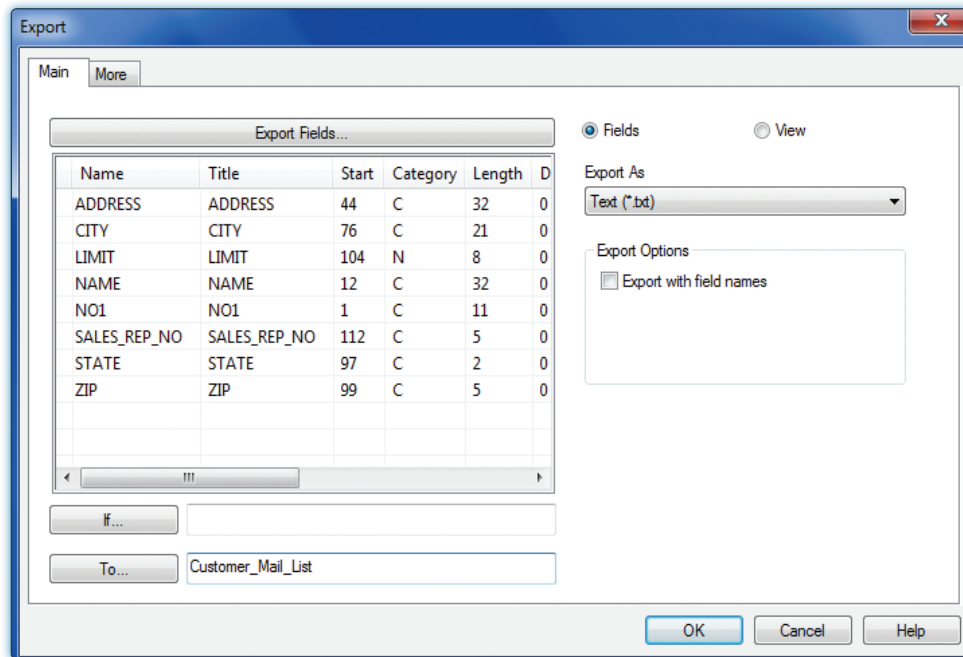 Export
Main More
Export Fields... Fields View
Name Title Start Category Length D
ADDRESS ADDRESS 44 C 32 0
CITY CITY 76 C 21 0
LIMIT LIMIT 104 N 8 0
NAME NAME 12 C 32 0
NO1 NO1 1 C 11 0
SALES_REP_NO SALES_REP_NO 112 C 5 0
STATE STATE 97 C 2 0
ZIP ZIP 99 C 5 0
Export As
Text (*.txt)
Export Options
Export with field names
If...
To... Customer_Mail_List
OK Cancel Help